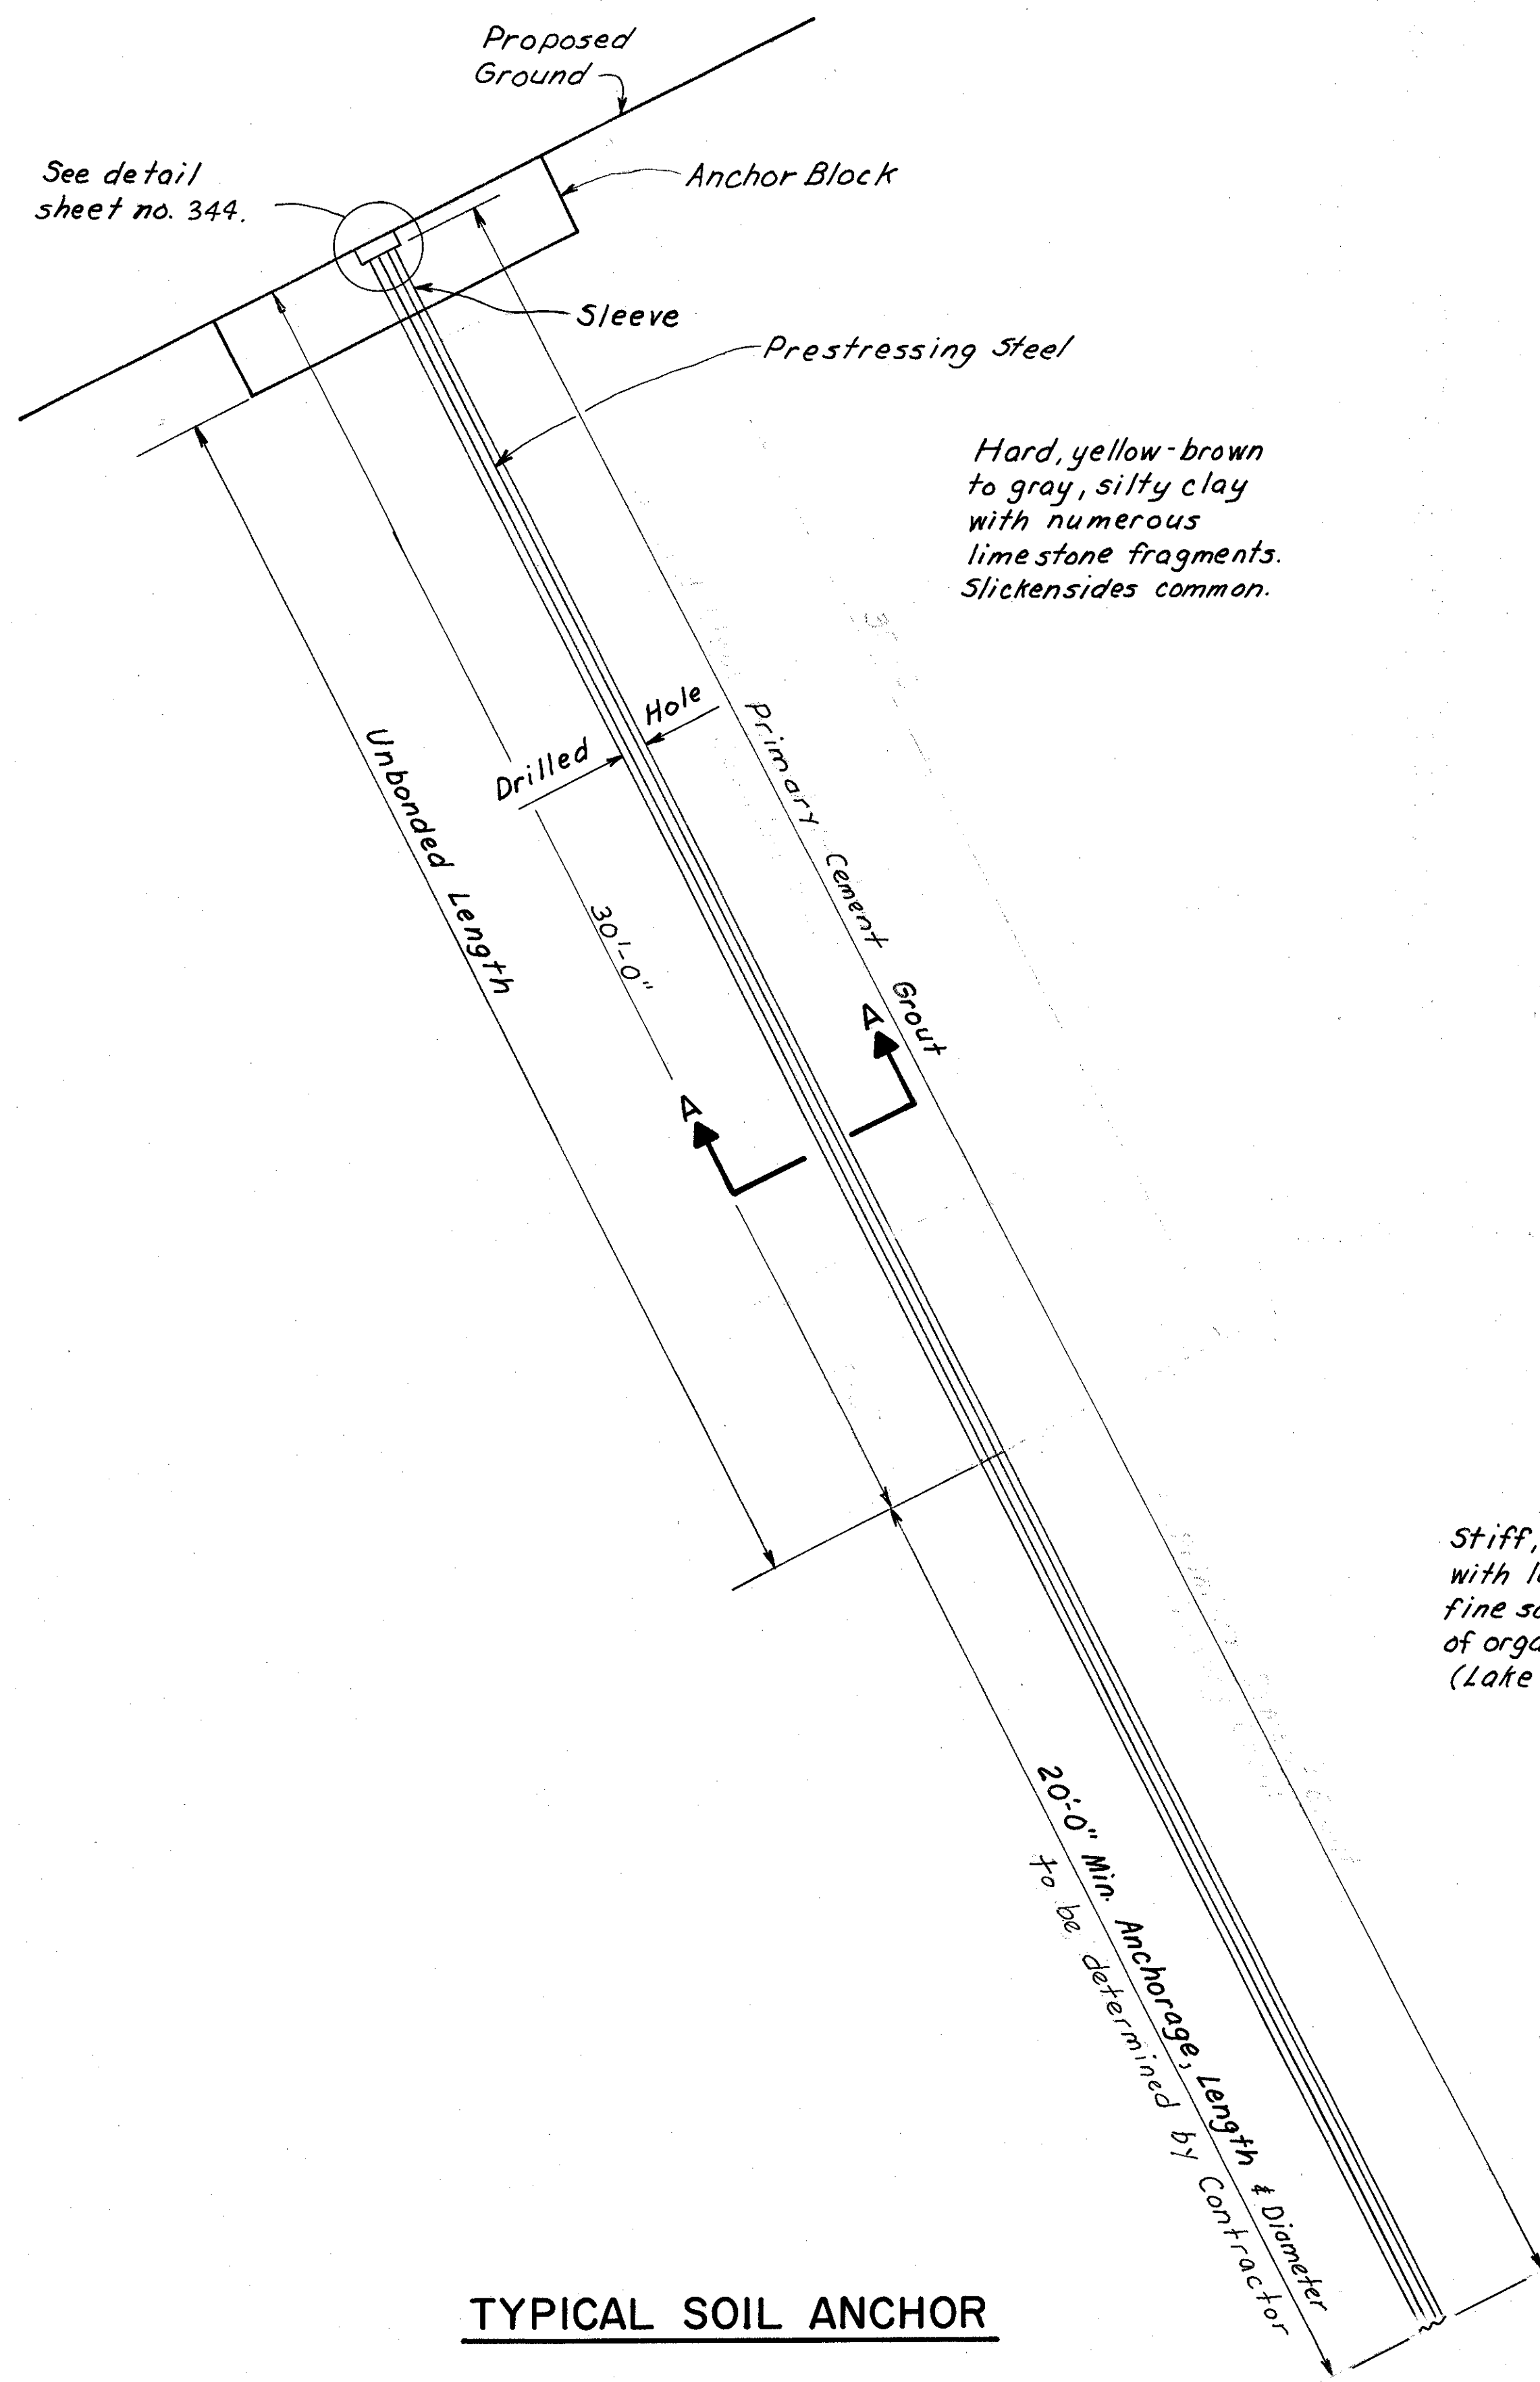 Proposed
Ground
See detail
sheet no. 344.
Anchor Block
Sleeve
Prestressing Steel
Hard, yellow-brown
to gray, silty clay
with numerous
limestone fragments.
Slickensides common.
Drilled
Hole
Unbonded Length
30'-0"
Primary Cement Grout
A
A
Stiff,
with
fine
of
(Lake
20'-0" Min. Anchorage, Length & Diameter
to be determined by Contractor
TYPICAL SOIL ANCHOR